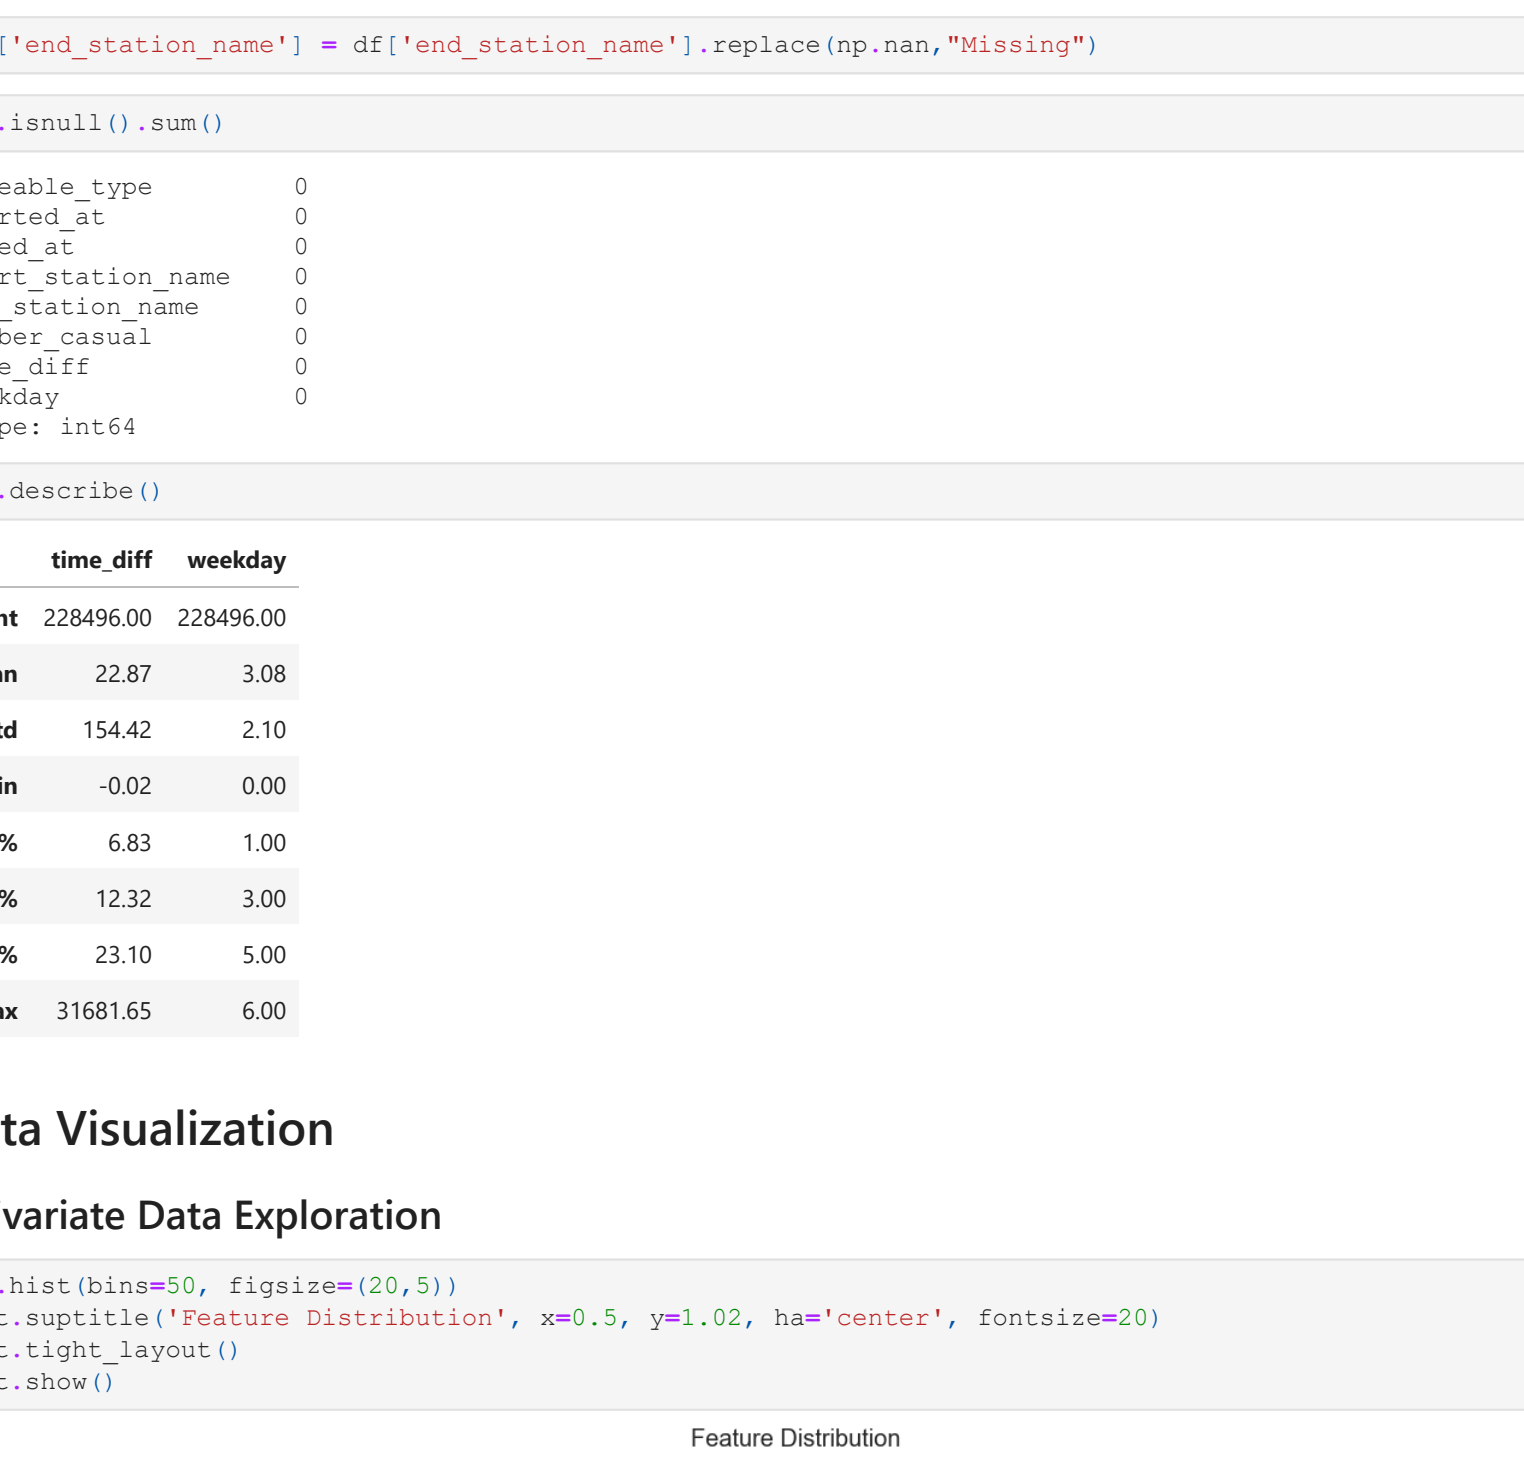 ['end_station_name'] = df['end_station_name'].replace(np.nan,"Missing")
.isnull().sum()
eable_type 0
rted_at 0
ed_at 0
rt_station_name 0
_station_name 0
ber_casual 0
e_diff 0
kday 0
pe: int64
.describe()
time_diff weekday
nt 228496.00 228496.00
an 22.87 3.08
td 154.42 2.10
in -0.02 0.00
% 6.83 1.00
% 12.32 3.00
% 23.10 5.00
ax 31681.65 6.00
ta Visualization
ivariate Data Exploration
.hist(bins=50, figsize=(20,5))
t.suptitle('Feature Distribution', x=0.5, y=1.02, ha='center', fontsize=20)
t.tight_layout()
t.show()
Feature Distribution